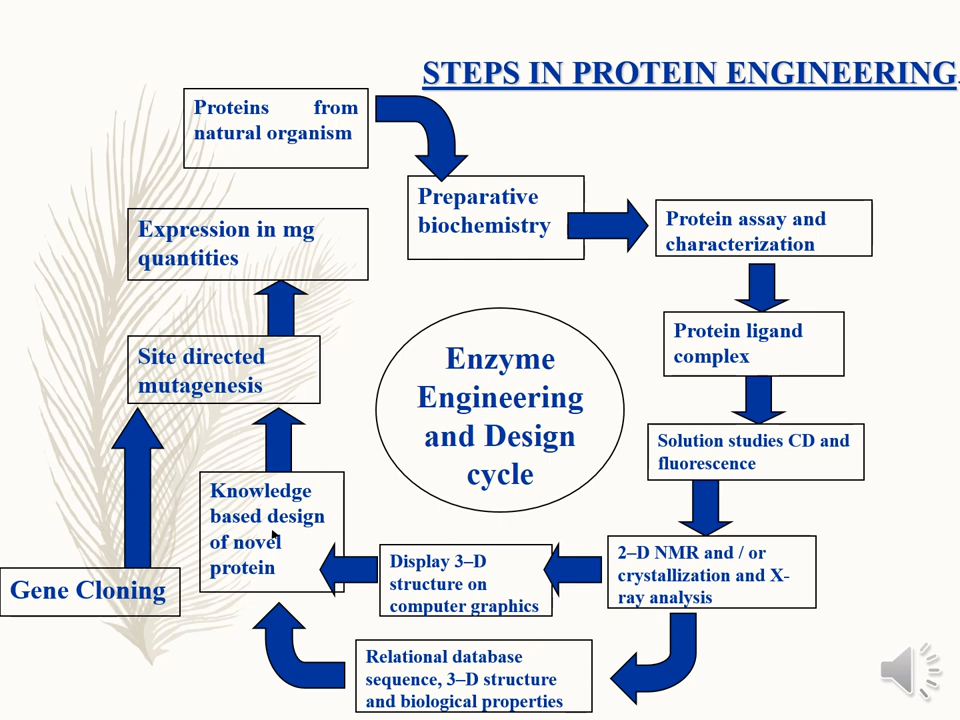 STEPS IN PROTEIN ENGINEERING.
Proteins from
natural organism
Preparative
biochemistry
Protein assay and
characterization
Expression in mg
quantities
Protein ligand
complex
Site directed
mutagenesis
Enzyme
Engineering
and Design
cycle
Solution studies CD and
fluorescence
Knowledge
based design
of novel
protein
2–D NMR and / or
crystallization and X-
ray analysis
Display 3–D
structure on
computer graphics
Gene Cloning
Relational database
sequence, 3–D structure
and biological properties